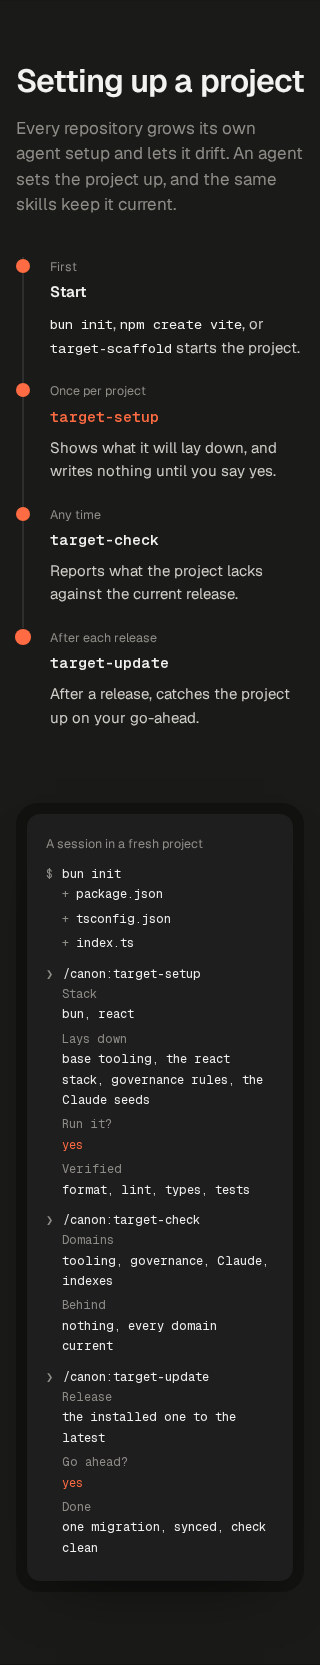 Setting up a project
Every repository grows its own
agent setup and lets it drift. An agent
sets the project up, and the same
skills keep it current.
First
Start
bun init, npm create vite, or
target-scaffold starts the project.
Once per project
target-setup
Shows what it will lay down, and
writes nothing until you say yes.
Any time
target-check
Reports what the project lacks
against the current release.
After each release
target-update
After a release, catches the project
up on your go-ahead.
A session in a fresh project
$ bun init
+ package.json
+ tsconfig.json
+ index.ts
❯ /canon:target-setup
Stack
bun, react
Lays down
base tooling, the react
stack, governance rules, the
Claude seeds
Run it?
yes
Verified
format, lint, types, tests
❯ /canon:target-check
Domains
tooling, governance, Claude,
indexes
Behind
nothing, every domain
current
❯ /canon:target-update
Release
the installed one to the
latest
Go ahead?
yes
Done
one migration, synced, check
clean